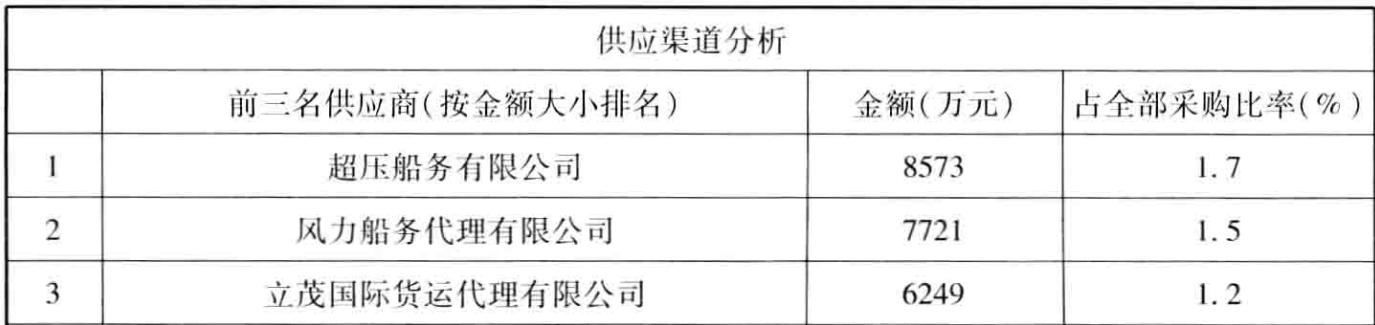 供应渠道分析
前三名供应商(按金额大小排名) 金额(万元) 占全部采购比率(%)
1 超压船务有限公司 8573 1.7
2 风力船务代理有限公司 7721 1.5
3 立茂国际货运代理有限公司 6249 1.2